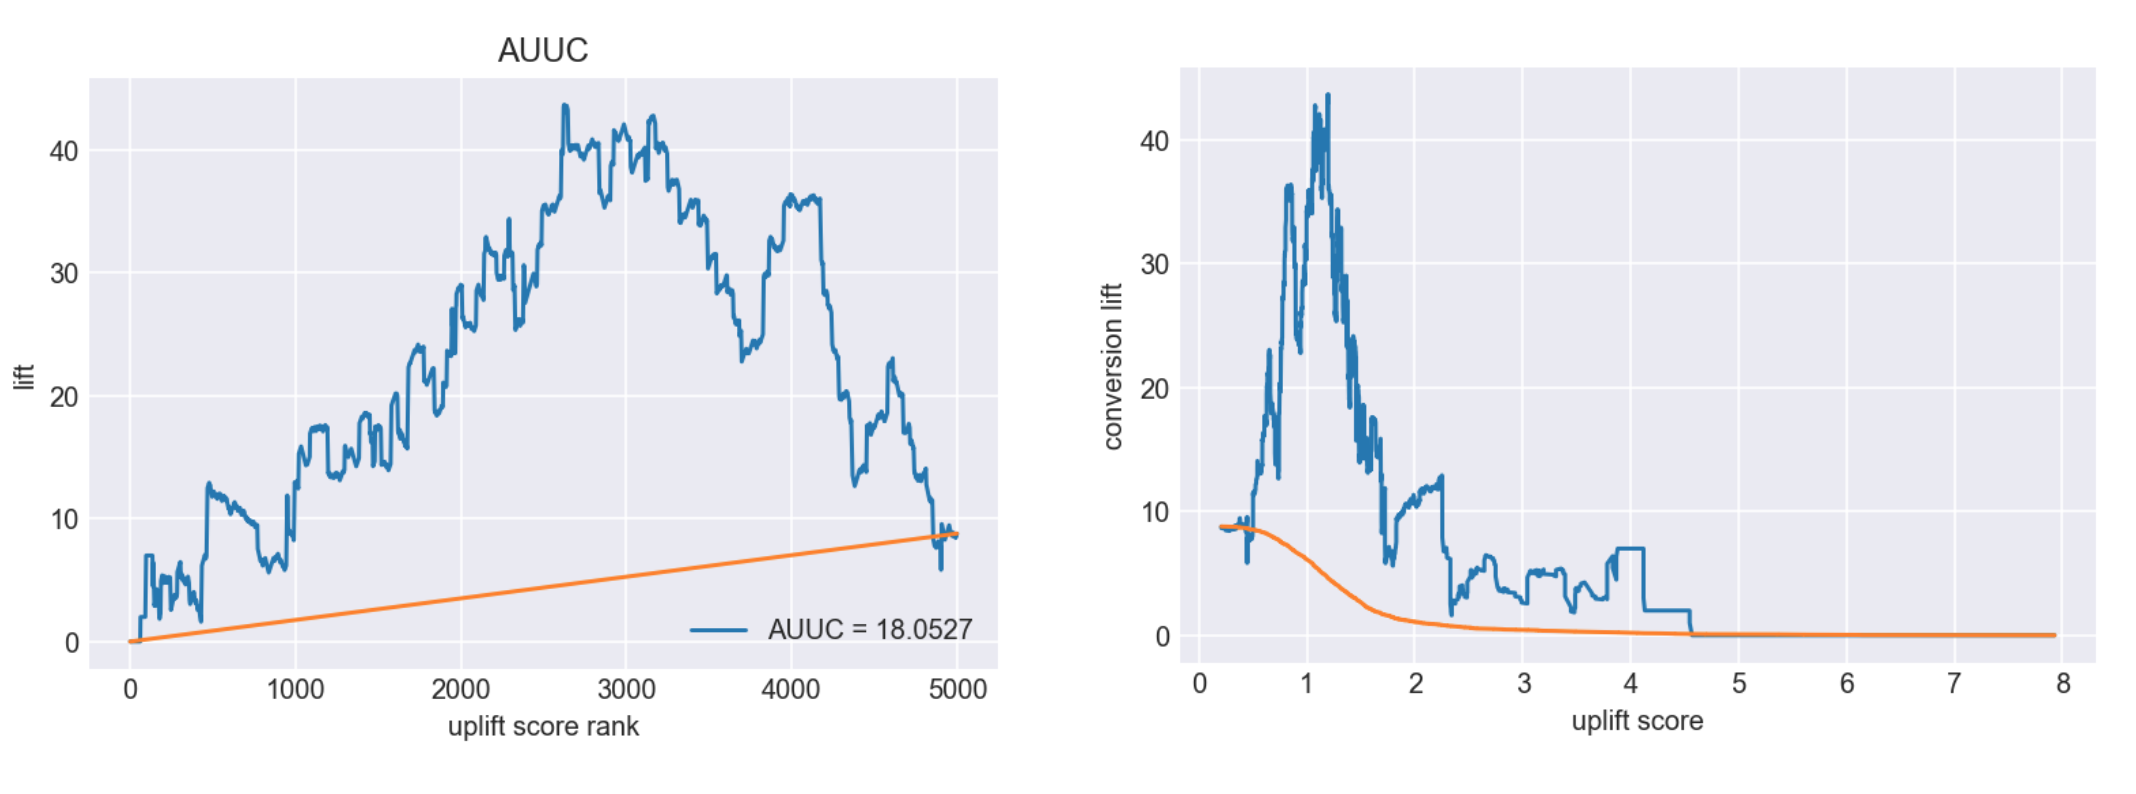 AUUC
lift
40
30
20
10
0
0 1000 2000 3000 4000 5000
uplift score rank
AUUC = 18.0527
conversion lift
40
30
20
10
0
0 1 2 3 4 5 6 7 8
uplift score